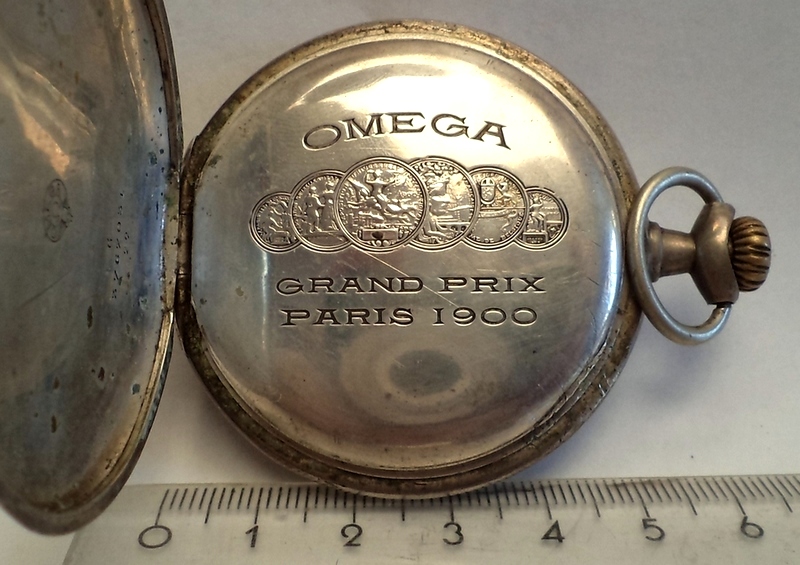 OMEGA
GRAND PRIX
PARIS 1900
0 1 2 3 4 5 6